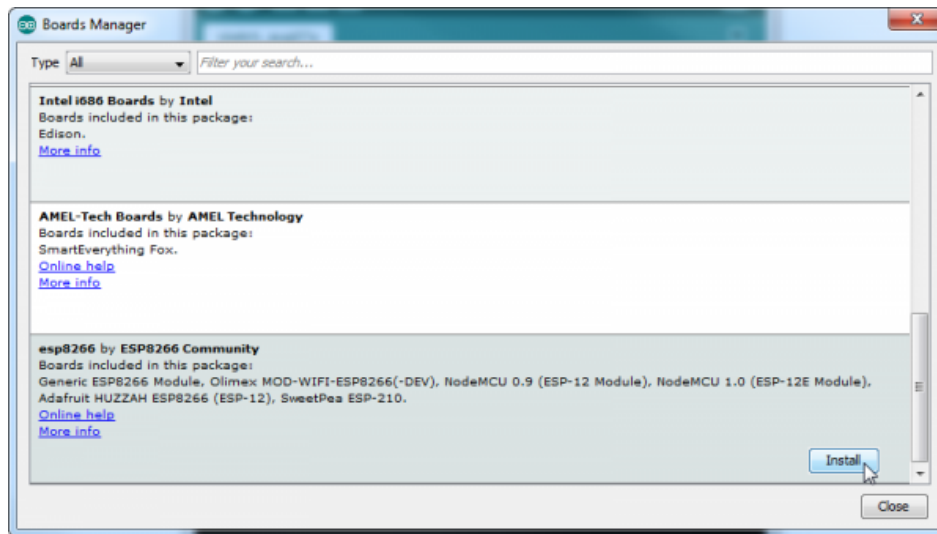 Boards Manager
Type All Filter your search...
Intel i686 Boards by Intel
Boards included in this package:
Edison.
More info
AMEL-Tech Boards by AMEL Technology
Boards included in this package:
SmartEverything Fox.
Online help
More info
esp8266 by ESP8266 Community
Boards included in this package:
Generic ESP8266 Module, Olimex MOD-WIFI-ESP8266(-DEV), NodeMCU 0.9 (ESP-12 Module), NodeMCU 1.0 (ESP-12E Module),
Adafruit HUZZAH ESP8266 (ESP-12), SweetPea ESP-210.
Online help
More info
Install
Close